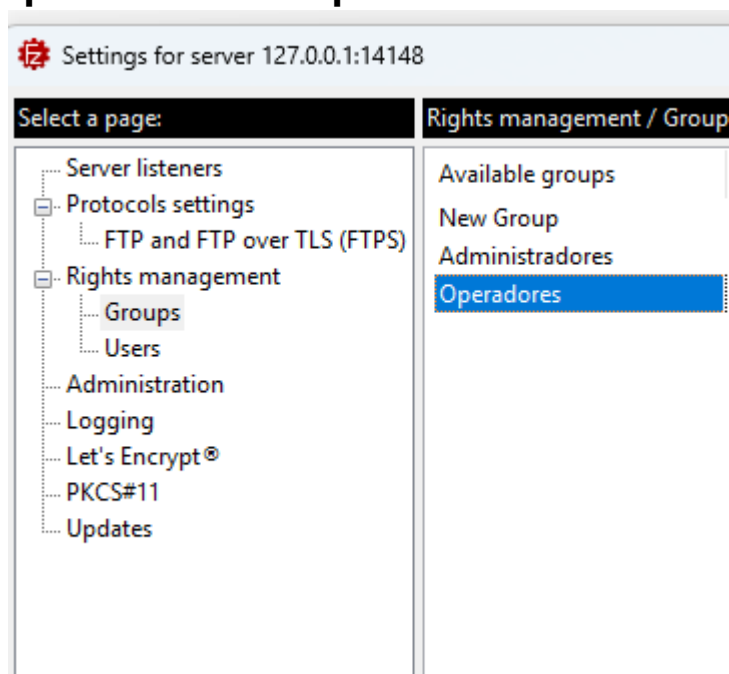 Settings for server 127.0.0.1:14148
Select a page:
Server listeners
Protocols settings
FTP and FTP over TLS (FTPS)
Rights management
Groups
Users
Administration
Logging
Let's Encrypt®
PKCS#11
Updates
Rights management / Group
Available groups
New Group
Administradores
Operadores